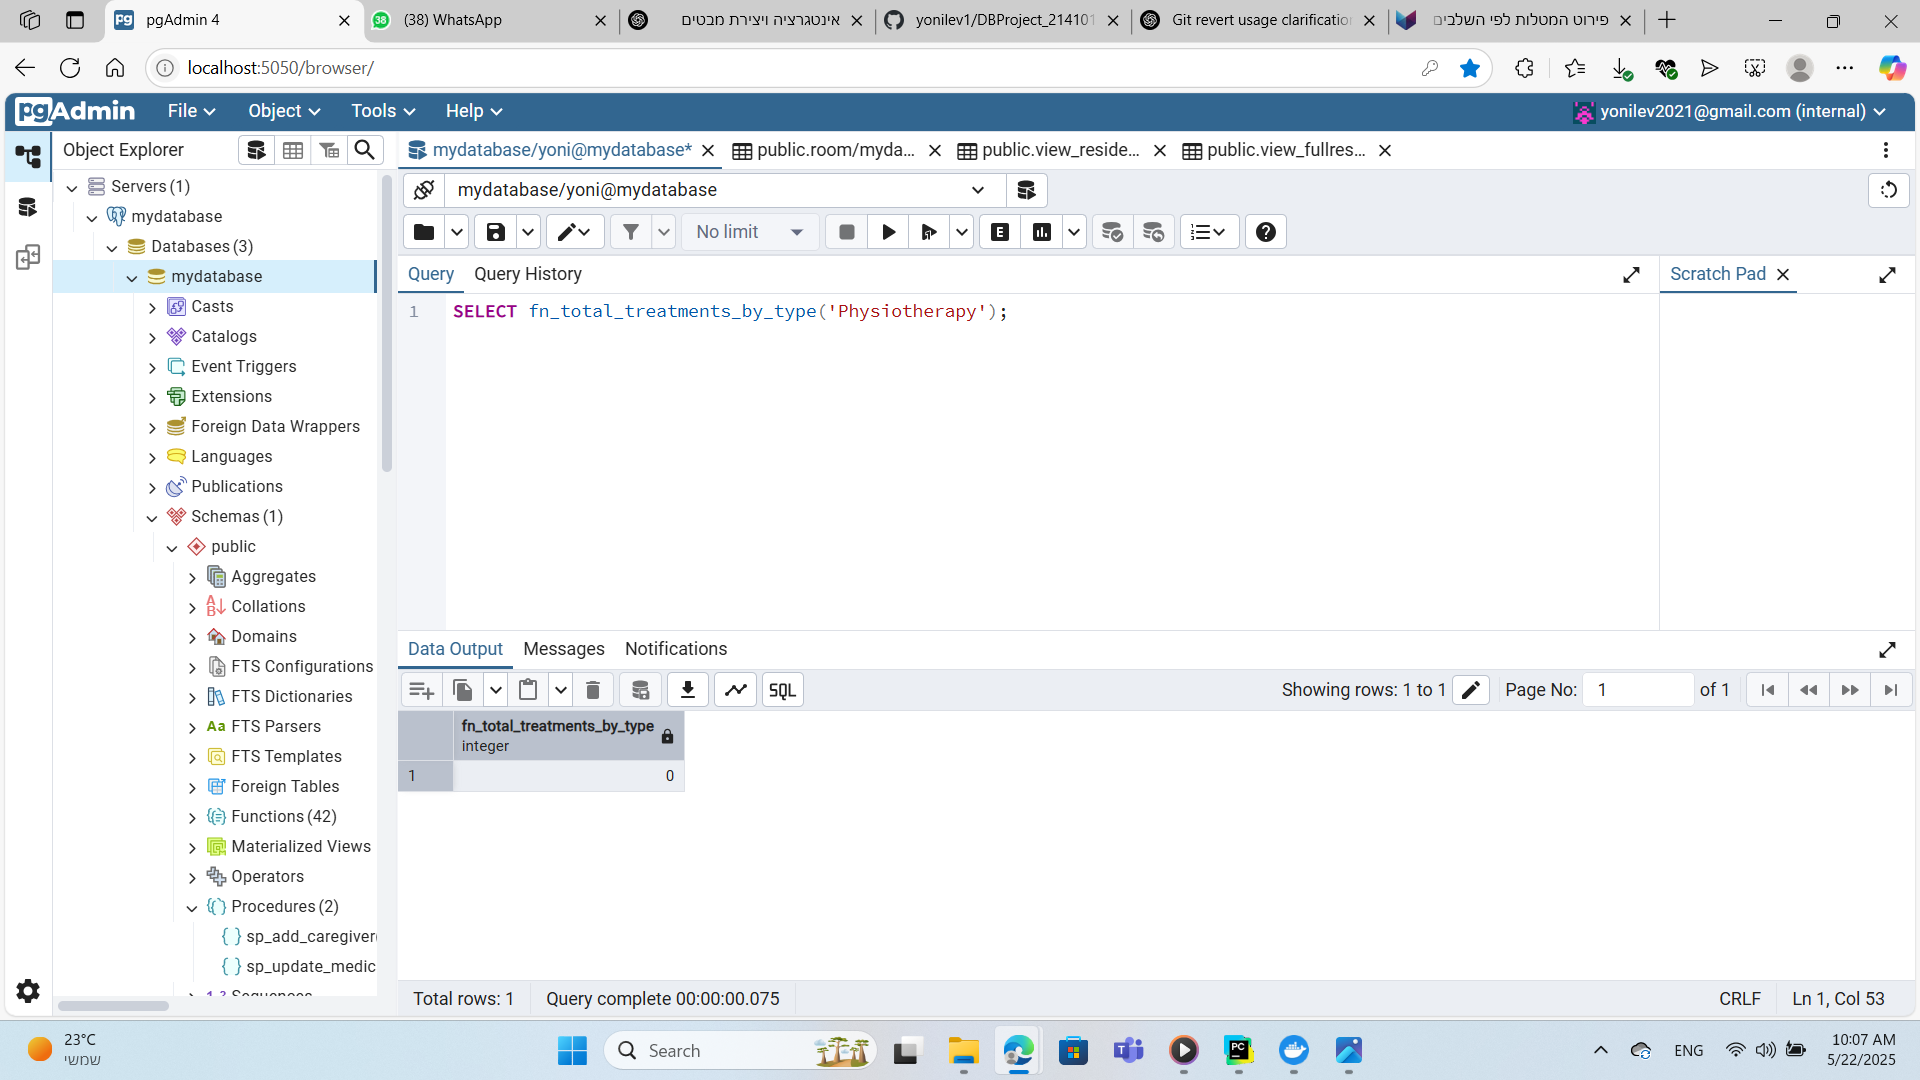 pgAdmin 4
(38) WhatsApp
אינטגרציה ויצירת מבטים
yonilev1/DBProject_214101
Git revert usage clarification
פירוט המטלות לפי השלבים
localhost:5050/browser/
pgAdmin
File
Object
Tools
Help
yonilev2021@gmail.com (internal)
Object Explorer
mydatabase/yoni@mydatabase*
public.room/myda...
public.view_reside...
public.view_fullres...
Servers (1)
mydatabase
Databases (3)
mydatabase
Casts
Catalogs
Event Triggers
Extensions
Foreign Data Wrappers
Languages
Publications
Schemas (1)
public
Aggregates
Collations
Domains
FTS Configurations
FTS Dictionaries
FTS Parsers
FTS Templates
Foreign Tables
Functions (42)
Materialized Views
Operators
Procedures (2)
sp_add_caregiver(
sp_update_medic
Sequences
mydatabase/yoni@mydatabase
No limit
Query
Query History
Scratch Pad
1
SELECT fn_total_treatments_by_type('Physiotherapy');
Data Output
Messages
Notifications
SQL
Showing rows: 1 to 1
Page No:
1
of 1
fn_total_treatments_by_type
integer
1
0
Total rows: 1
Query complete 00:00:00.075
CRLF
Ln 1, Col 53
23°C
שמשי
Search
ENG
10:07 AM
5/22/2025